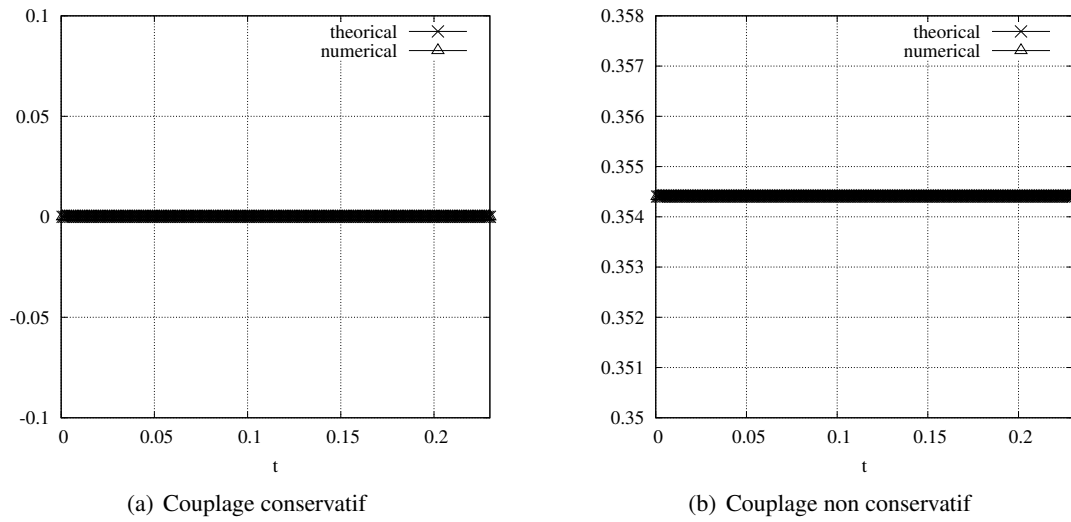 0.1
theorical
numerical
0.05
0
-0.05
-0.1
0 0.05 0.1 0.15 0.2
t
(a) Couplage conservatif
0.358
theorical
numerical
0.357
0.356
0.355
0.354
0.353
0.352
0.351
0.35
0 0.05 0.1 0.15 0.2
t
(b) Couplage non conservatif